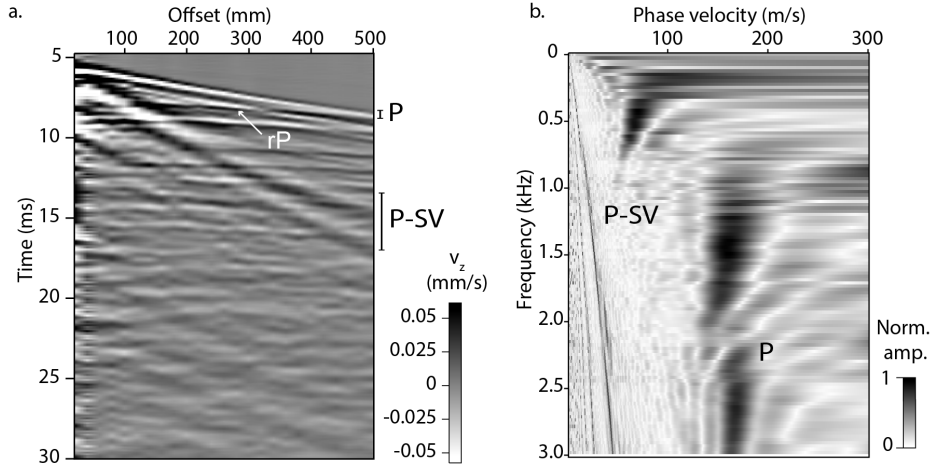 a.
Offset (mm)
100 200 300 400 500
5
10
15
20
25
30
Time (ms)
P
rP
P-SV
v_z
(mm/s)
0.05
0.025
0
-0.025
-0.05
b.
Phase velocity (m/s)
100 200 300
0
0.5
1.0
1.5
2.0
2.5
3.0
Frequency (kHz)
P-SV
P
Norm.
amp.
1
0